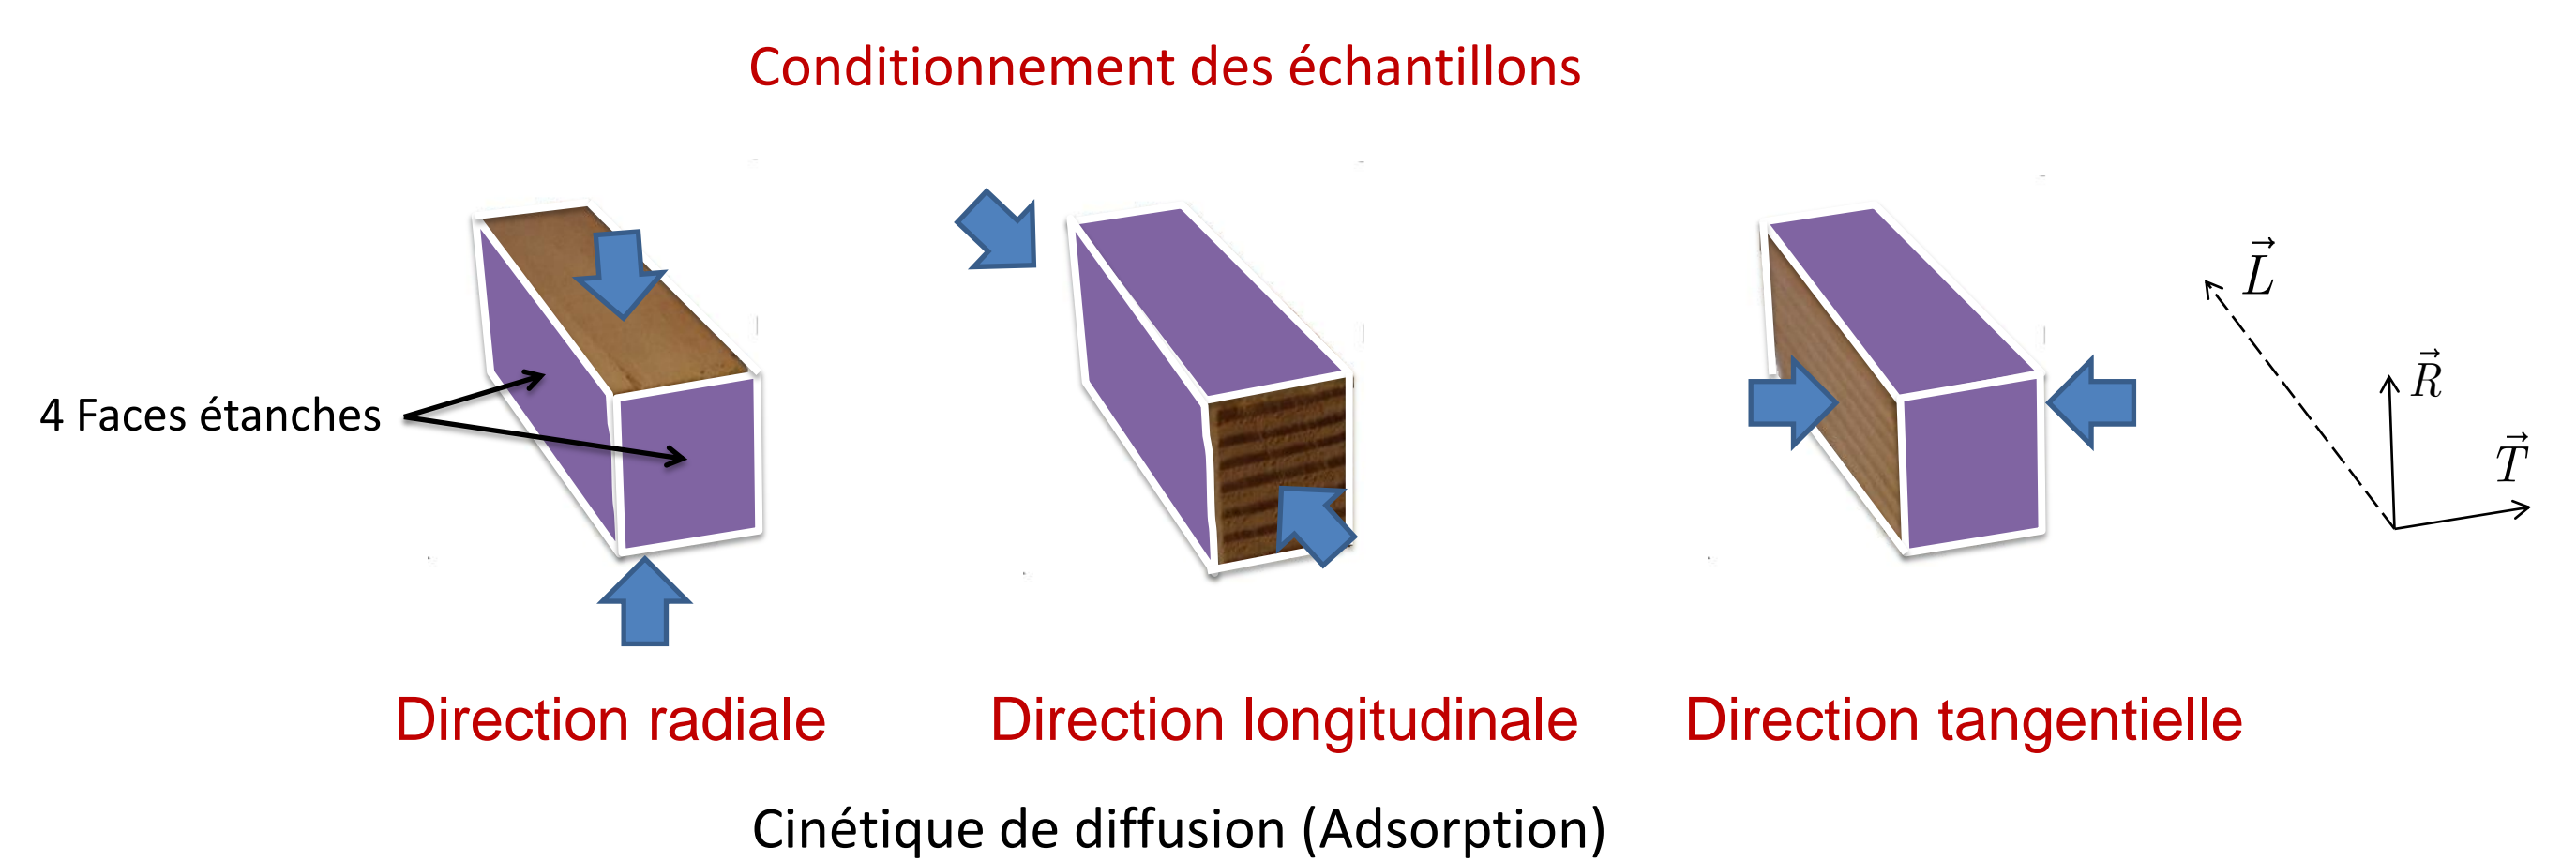 Conditionnement des échantillons
4 Faces étanches
L
R
T
Direction radiale
Direction longitudinale
Direction tangentielle
Cinétique de diffusion (Adsorption)